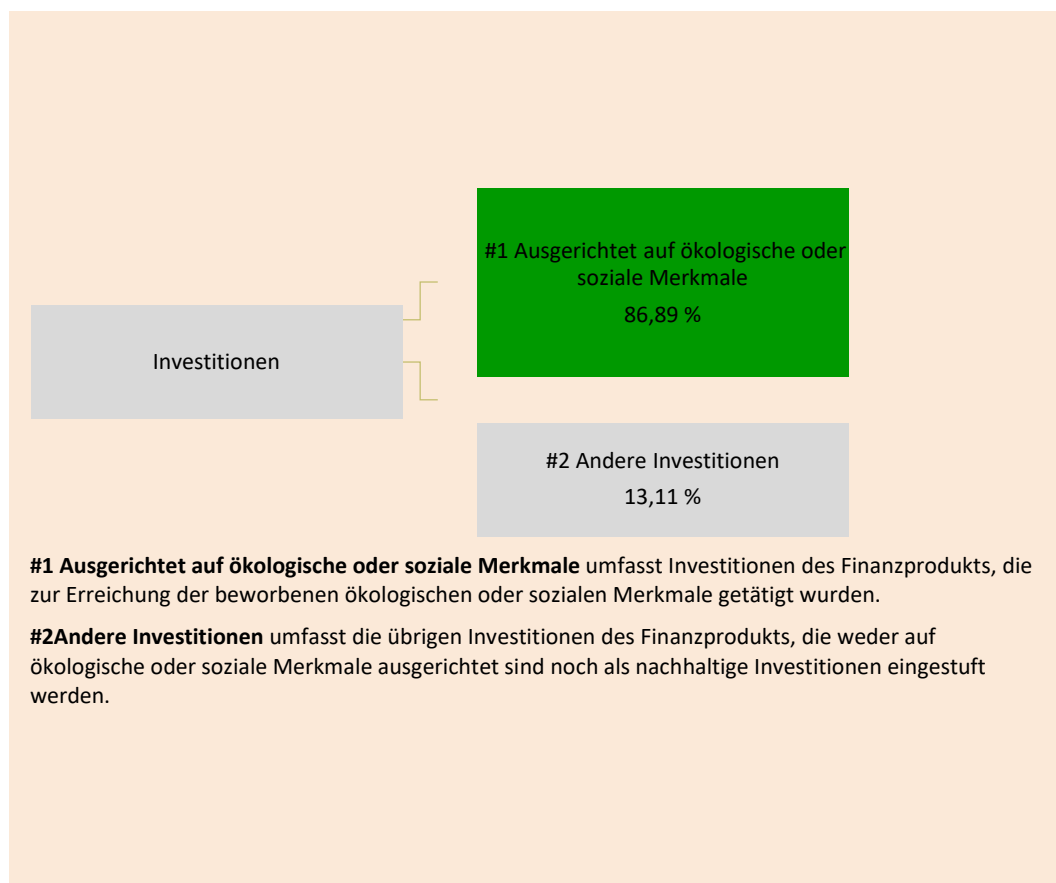 #1 Ausgerichtet auf ökologische oder
soziale Merkmale
86,89 %
Investitionen
#2 Andere Investitionen
13,11 %
#1 Ausgerichtet auf ökologische oder soziale Merkmale umfasst Investitionen des Finanzprodukts, die
zur Erreichung der beworbenen ökologischen oder sozialen Merkmale getätigt wurden.
#2Andere Investitionen umfasst die übrigen Investitionen des Finanzprodukts, die weder auf
ökologische oder soziale Merkmale ausgerichtet sind noch als nachhaltige Investitionen eingestuft
werden.